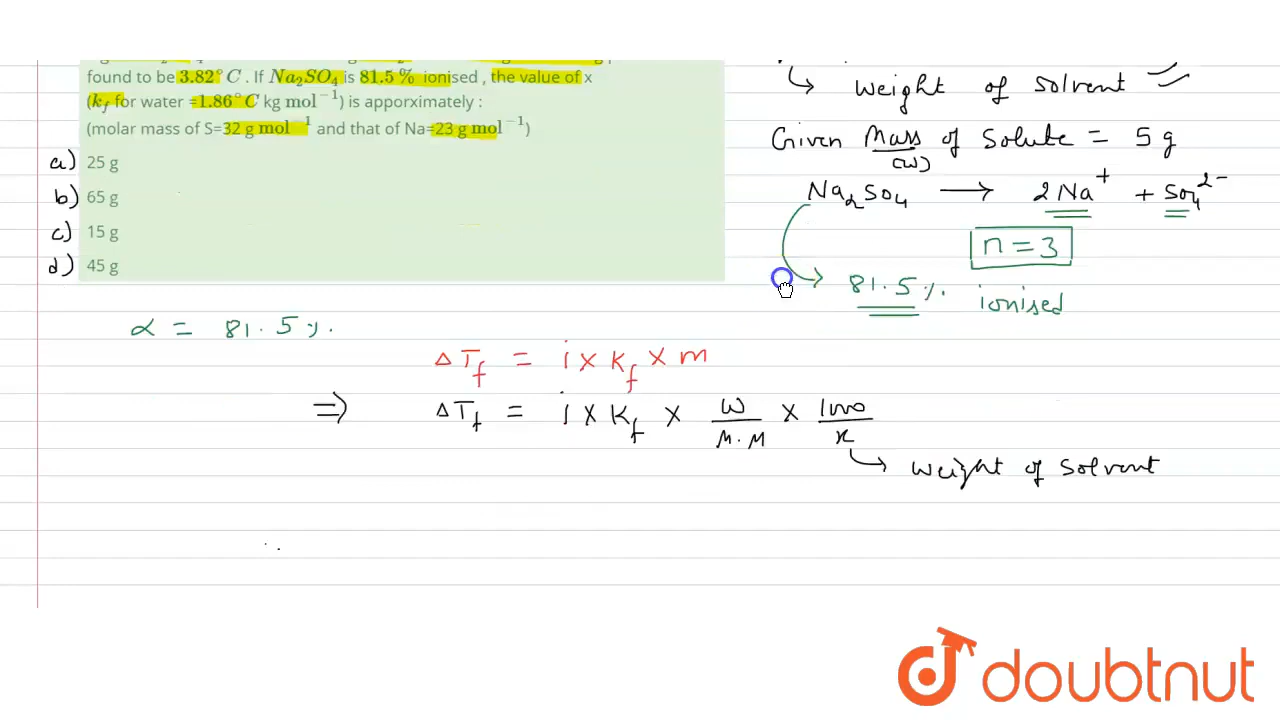 found to be 3.82°C . If Na₂SO₄ is 81.5 % ionised , the value of x
(k_f for water =1.86°C kg mol⁻¹) is apporximately :
(molar mass of S=32 g mol⁻¹ and that of Na=23 g mol⁻¹)
a) 25 g
b) 65 g
c) 15 g
d) 45 g
↳ weight of solvent
Given Mass of Solute = 5 g
(w)
Na₂SO₄ → 2Na⁺ + SO₄²⁻
n = 3
81.5 %. ionised
α = 81.5 %.
ΔT_f = i × K_f × m
⇒ ΔT_f = i × K_f × w/M.M × 1000/x
↳ weight of solvent
doubtnut